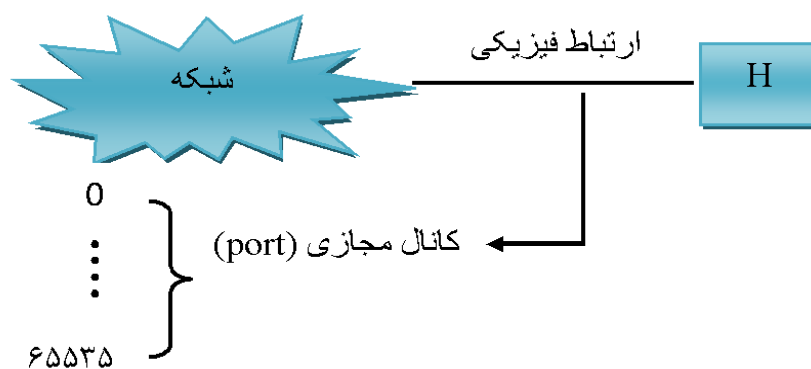 ارتباط فیزیکی
شبکه
H
0
کانال مجازی (port)
۶۵۵۳۵